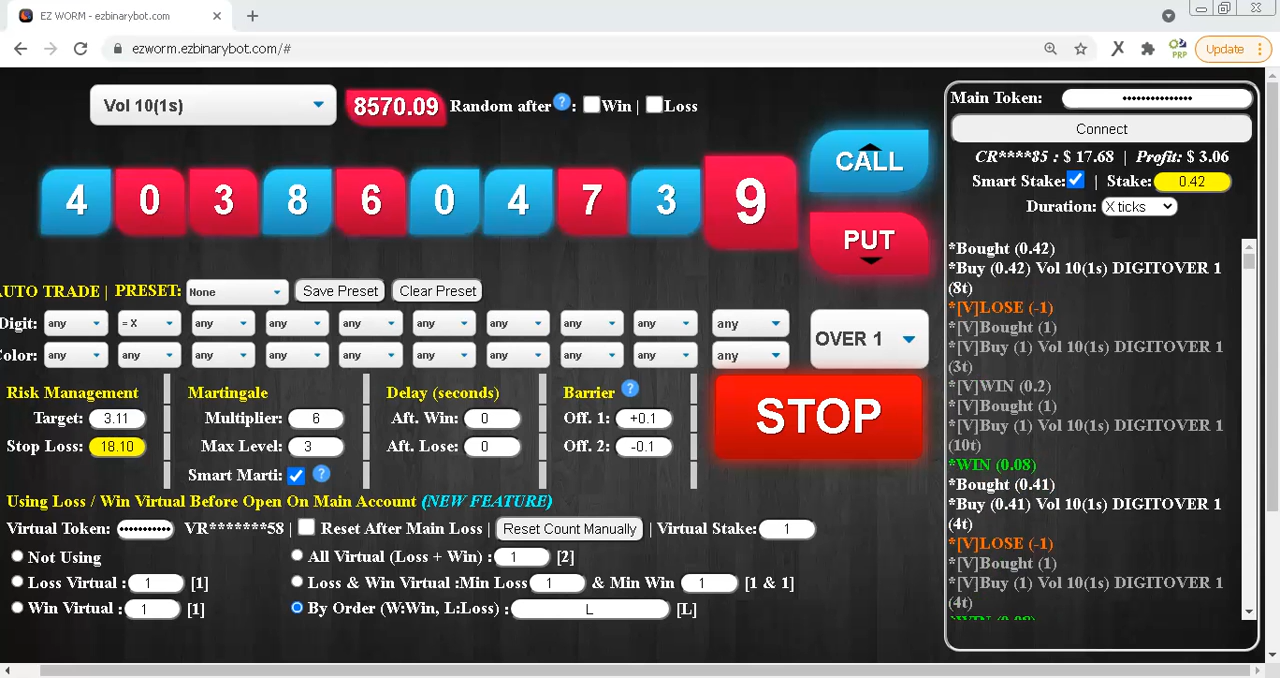 EZ WORM - ezbinarybot.com
ezworm.ezbinarybot.com/#
X
PRP
Update
Vol 10(1s)
8570.09
Random after ? : Win | Loss
4 0 3 8 6 0 4 7 3 9
CALL
PUT
AUTO TRADE | PRESET: None Save Preset Clear Preset
Digit: any = X any any any any any any any any
Color: any any any any any any any any any any
OVER 1
Risk Management
Target: 3.11
Stop Loss: 18.10
Martingale
Multiplier: 6
Max Level: 3
Smart Marti: ?
Delay (seconds)
Aft. Win: 0
Aft. Lose: 0
Barrier ?
Off. 1: +0.1
Off. 2: -0.1
STOP
Using Loss / Win Virtual Before Open On Main Account (NEW FEATURE)
Virtual Token: •••••••••••• VR*******58 | Reset After Main Loss | Reset Count Manually | Virtual Stake: 1
Not Using
All Virtual (Loss + Win) : 1 [2]
Loss Virtual : 1 [1]
Loss & Win Virtual :Min Loss 1 & Min Win 1 [1 & 1]
Win Virtual : 1 [1]
By Order (W:Win, L:Loss) : L [L]
Main Token: •••••••••••••••
Connect
CR****85 : $ 17.68 | Profit: $ 3.06
Smart Stake: | Stake: 0.42
Duration: X ticks
*Bought (0.42)
*Buy (0.42) Vol 10(1s) DIGITOVER 1
(8t)
*[V]LOSE (-1)
*[V]Bought (1)
*[V]Buy (1) Vol 10(1s) DIGITOVER 1
(3t)
*[V]WIN (0.2)
*[V]Bought (1)
*[V]Buy (1) Vol 10(1s) DIGITOVER 1
(10t)
*WIN (0.08)
*Bought (0.41)
*Buy (0.41) Vol 10(1s) DIGITOVER 1
(4t)
*[V]LOSE (-1)
*[V]Bought (1)
*[V]Buy (1) Vol 10(1s) DIGITOVER 1
(4t)